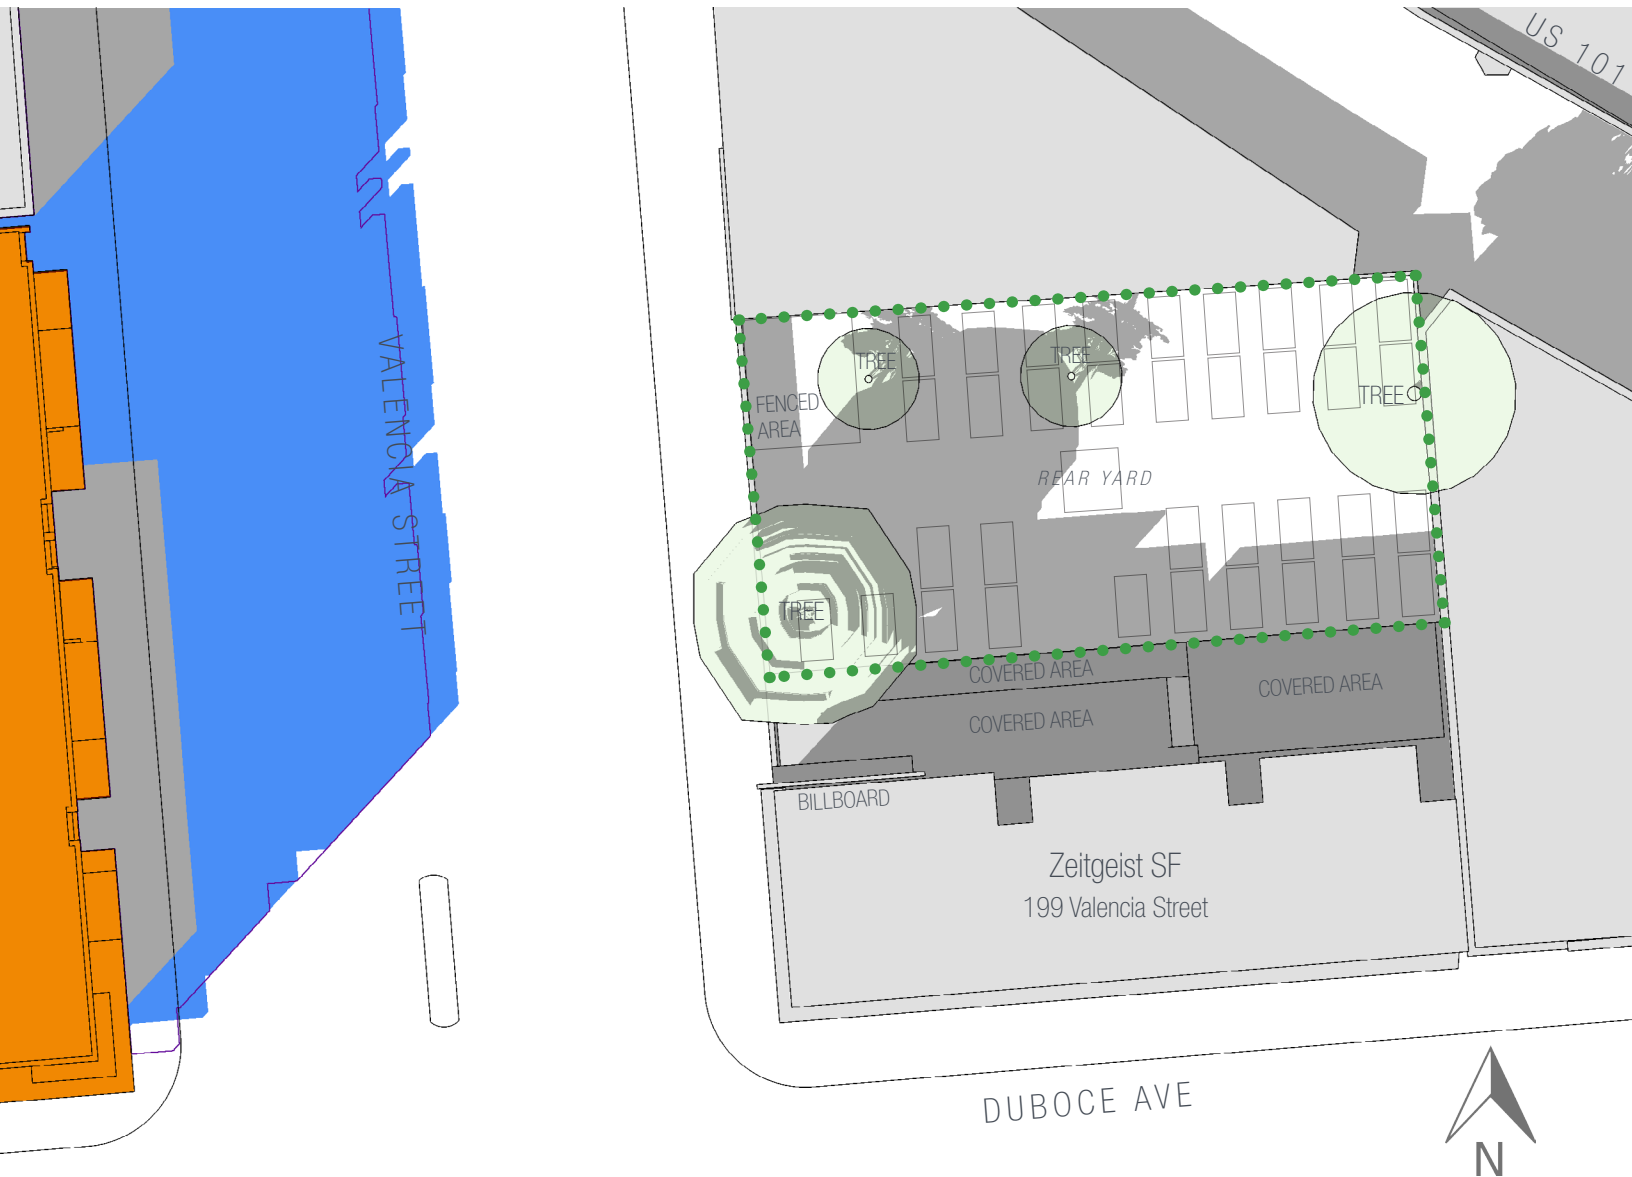 US 101
VALENCIA STREET
TREE
TREE
TREE
FENCED
AREA
REAR YARD
TREE
COVERED AREA
COVERED AREA
COVERED AREA
BILLBOARD
Zeitgeist SF
199 Valencia Street
DUBOCE AVE
N